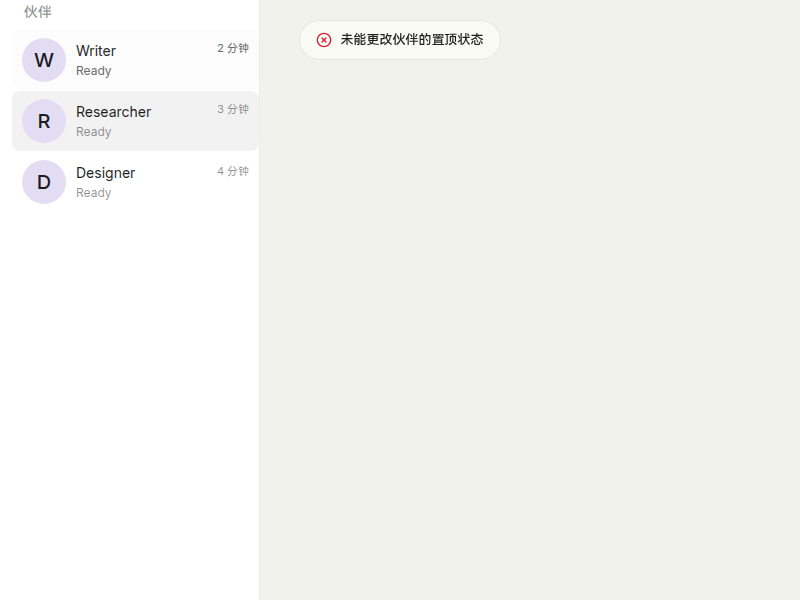 伙伴
W
Writer
2 分钟
Ready
R
Researcher
3 分钟
Ready
D
Designer
4 分钟
Ready
未能更改伙伴的置顶状态